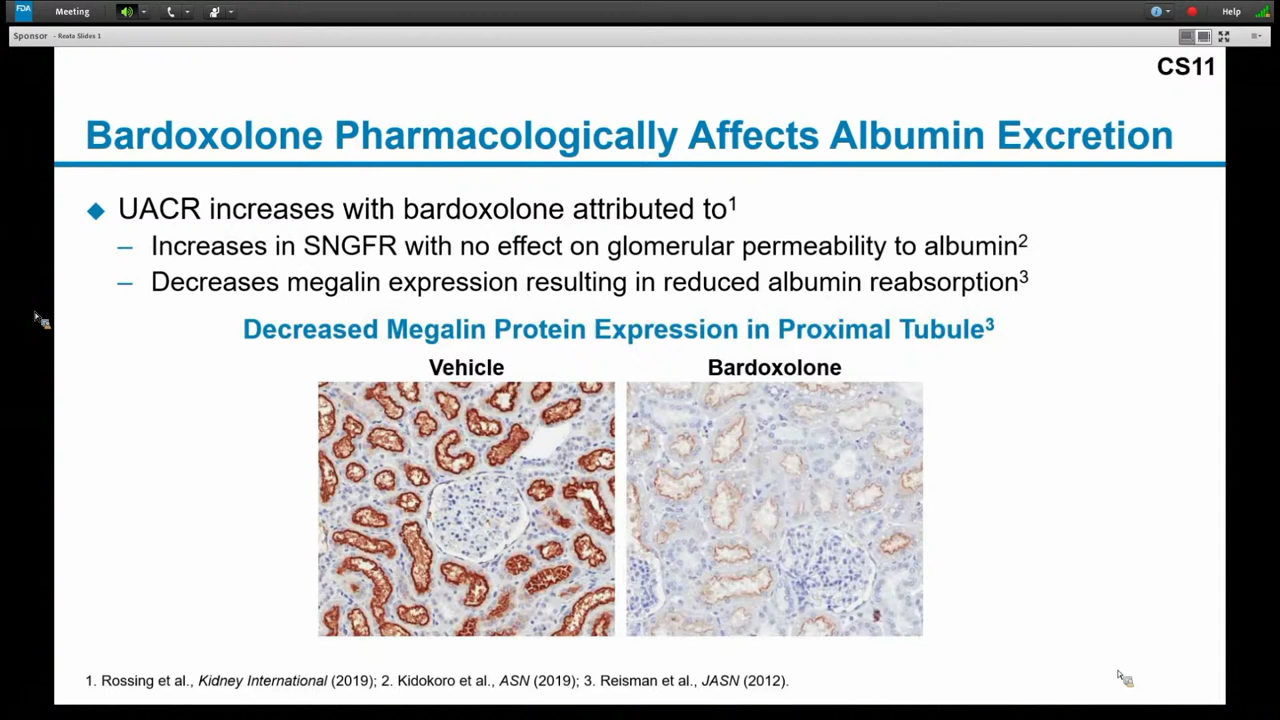 FDA Meeting Help
Sponsor - Reata Slides 1
CS11
Bardoxolone Pharmacologically Affects Albumin Excretion
◆ UACR increases with bardoxolone attributed to¹
– Increases in SNGFR with no effect on glomerular permeability to albumin²
– Decreases megalin expression resulting in reduced albumin reabsorption³
Decreased Megalin Protein Expression in Proximal Tubule³
Vehicle Bardoxolone
1. Rossing et al., Kidney International (2019); 2. Kidokoro et al., ASN (2019); 3. Reisman et al., JASN (2012).